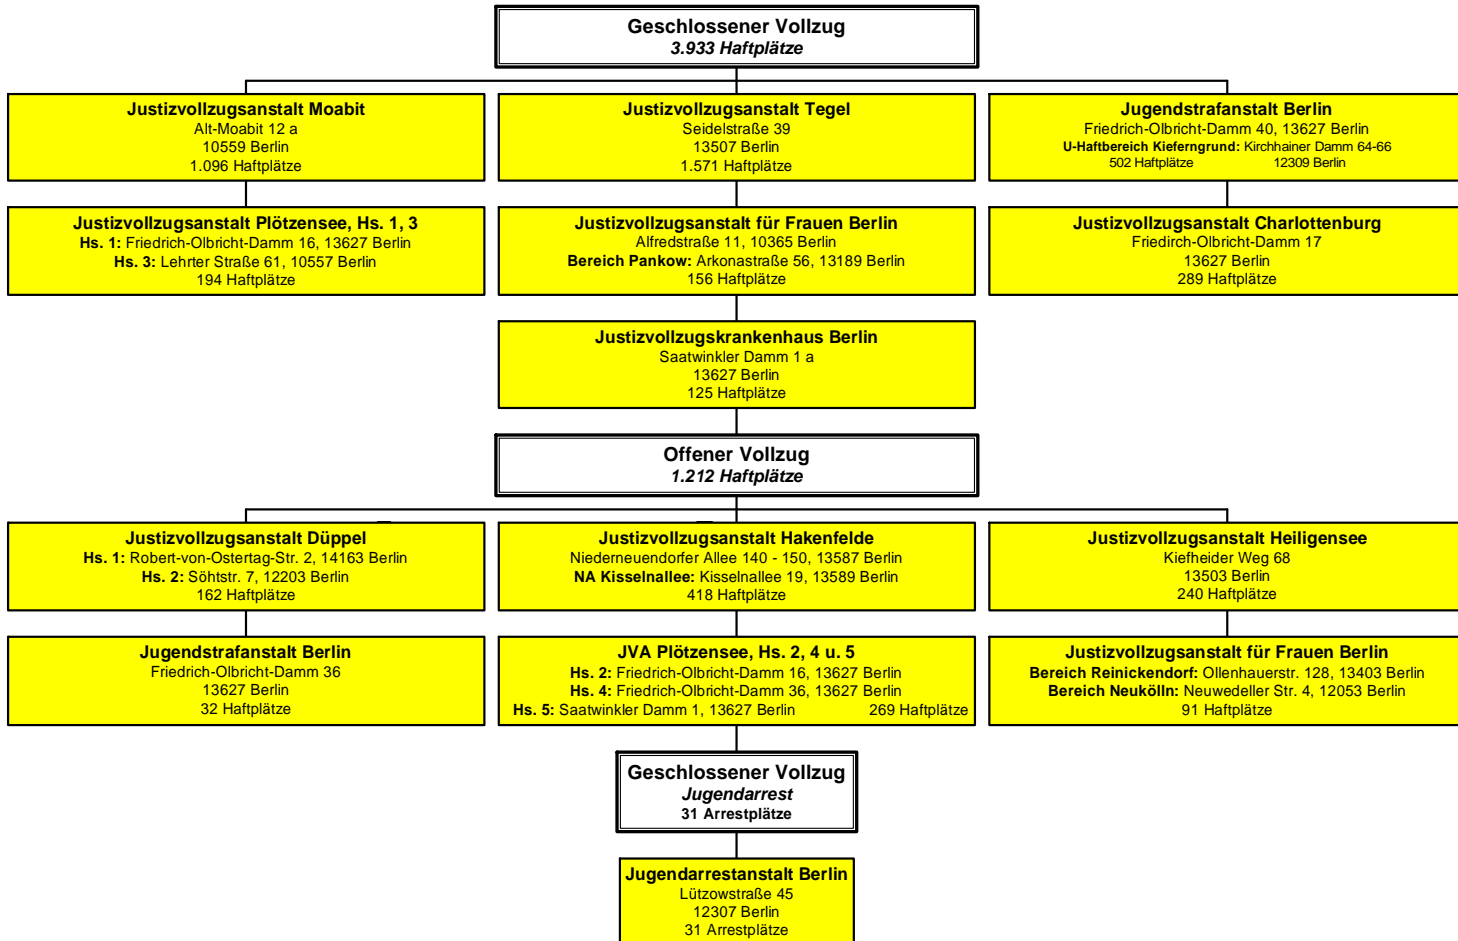 Geschlossener Vollzug
3.933 Haftplätze
Justizvollzugsanstalt Moabit
Alt-Moabit 12 a
10559 Berlin
1.096 Haftplätze
Justizvollzugsanstalt Tegel
Seidelstraße 39
13507 Berlin
1.571 Haftplätze
Jugendstrafanstalt Berlin
Friedrich-Olbricht-Damm 40, 13627 Berlin
U-Haftbereich Kieferngrund: Kirchhainer Damm 64-66
502 Haftplätze 12309 Berlin
Justizvollzugsanstalt Plötzensee, Hs. 1, 3
Hs. 1: Friedrich-Olbricht-Damm 16, 13627 Berlin
Hs. 3: Lehrter Straße 61, 10557 Berlin
194 Haftplätze
Justizvollzugsanstalt für Frauen Berlin
Alfredstraße 11, 10365 Berlin
Bereich Pankow: Arkonastraße 56, 13189 Berlin
156 Haftplätze
Justizvollzugsanstalt Charlottenburg
Friedirch-Olbricht-Damm 17
13627 Berlin
289 Haftplätze
Justizvollzugskrankenhaus Berlin
Saatwinkler Damm 1 a
13627 Berlin
125 Haftplätze
Offener Vollzug
1.212 Haftplätze
Justizvollzugsanstalt Düppel
Hs. 1: Robert-von-Ostertag-Str. 2, 14163 Berlin
Hs. 2: Söhtstr. 7, 12203 Berlin
162 Haftplätze
Justizvollzugsanstalt Hakenfelde
Niederneuendorfer Allee 140 - 150, 13587 Berlin
NA Kisselnallee: Kisselnallee 19, 13589 Berlin
418 Haftplätze
Justizvollzugsanstalt Heiligensee
Kiefheider Weg 68
13503 Berlin
240 Haftplätze
Jugendstrafanstalt Berlin
Friedrich-Olbricht-Damm 36
13627 Berlin
32 Haftplätze
JVA Plötzensee, Hs. 2, 4 u. 5
Hs. 2: Friedrich-Olbricht-Damm 16, 13627 Berlin
Hs. 4: Friedrich-Olbricht-Damm 36, 13627 Berlin
Hs. 5: Saatwinkler Damm 1, 13627 Berlin 269 Haftplätze
Justizvollzugsanstalt für Frauen Berlin
Bereich Reinickendorf: Ollenhauerstr. 128, 13403 Berlin
Bereich Neukölln: Neuwedeller Str. 4, 12053 Berlin
91 Haftplätze
Geschlossener Vollzug
Jugendarrest
31 Arrestplätze
Jugendarrestanstalt Berlin
Lützowstraße 45
12307 Berlin
31 Arrestplätze